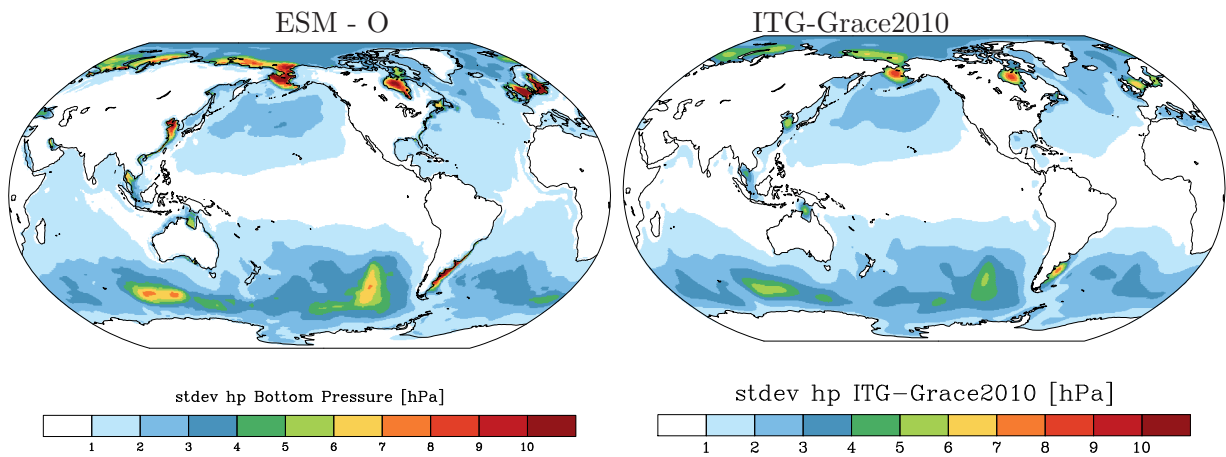 ESM - O
ITG-Grace2010
stdev hp Bottom Pressure [hPa]
1 2 3 4 5 6 7 8 9 10
stdev hp ITG-Grace2010 [hPa]
1 2 3 4 5 6 7 8 9 10